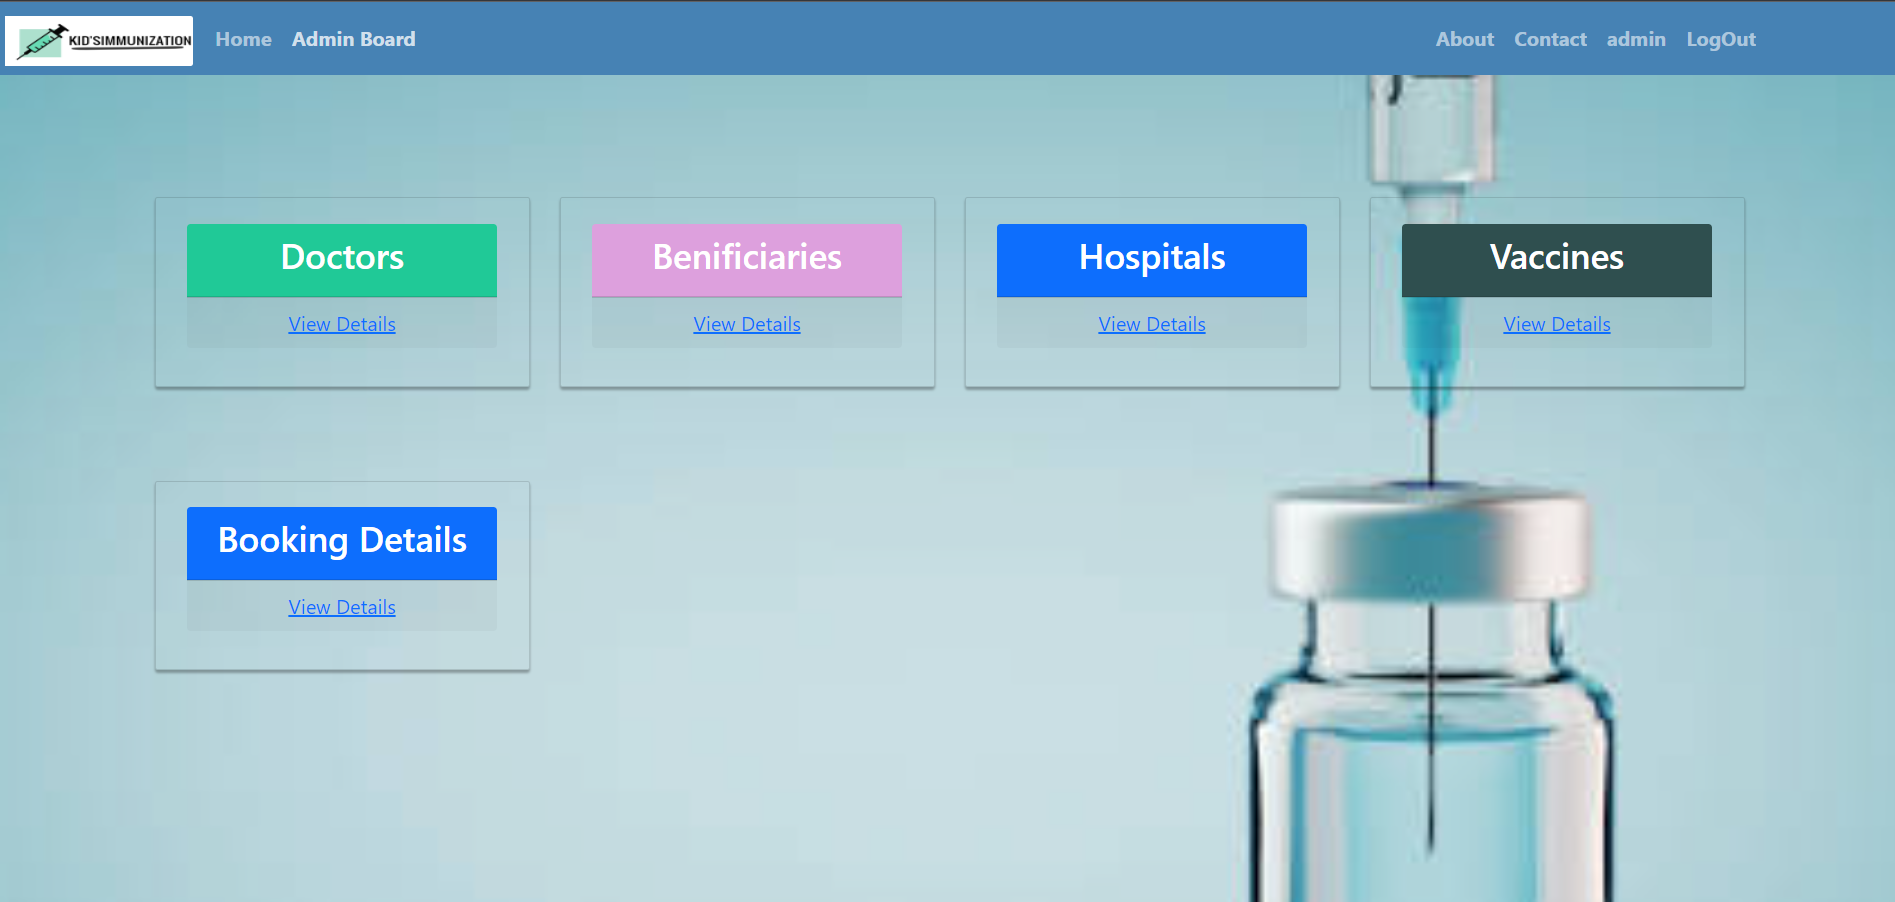 KID'SIMMUNIZATION Home Admin Board About Contact admin LogOut
Doctors Benificiaries Hospitals Vaccines
View Details View Details View Details View Details
Booking Details
View Details